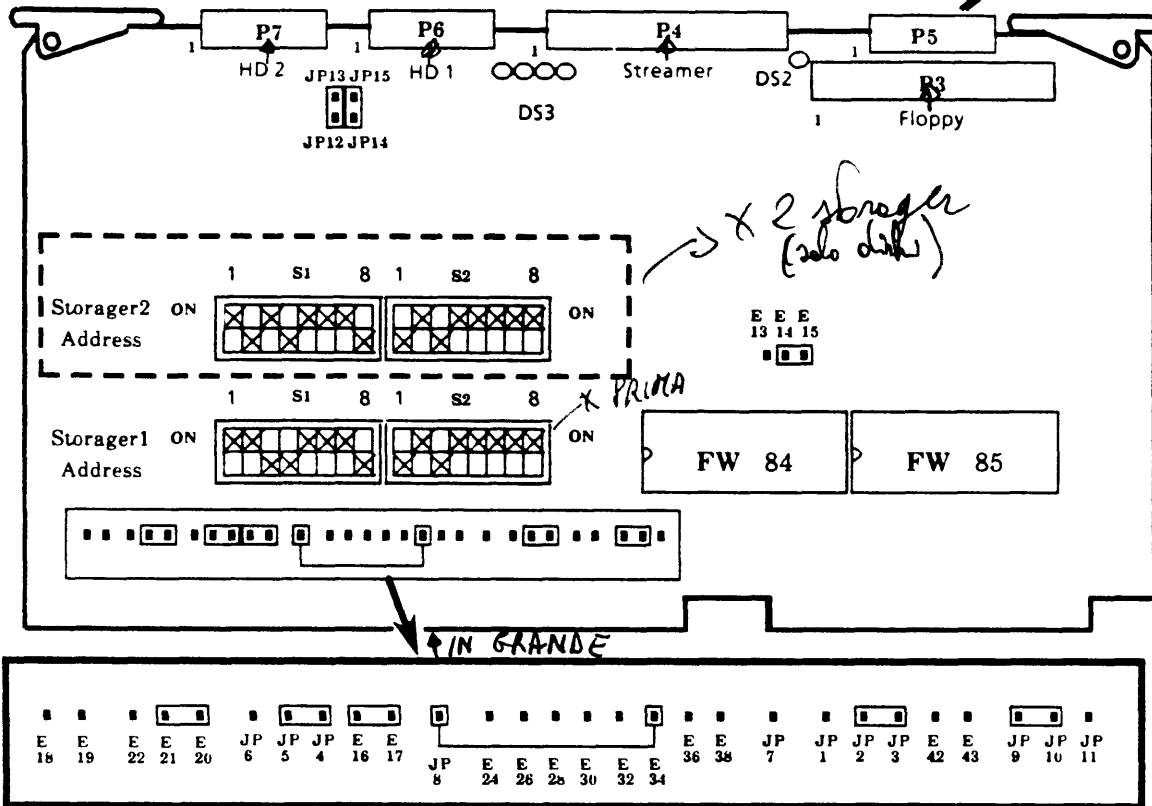 P7 P6 P4 P5
1 1 1 1
HD 2 HD 1 Streamer DS2 P3
JP13 JP15
DS3
1 Floppy
JP12 JP14
x 2 storager
(solo dischi)
1 S1 8 1 S2 8
Storager2 ON ON
Address
E E E
13 14 15
x PRIMA
1 S1 8 1 S2 8
Storager1 ON ON
Address
FW 84 FW 85
IN GRANDE
E E E E E JP JP JP E E JP E E E E E E E E JP JP JP JP E E JP JP JP
18 19 22 21 20 6 5 4 16 17 8 24 26 28 30 32 34 36 38 7 1 2 3 42 43 9 10 11